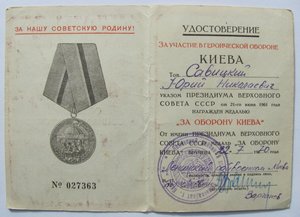 ЗА НАШУ СОВЕТСКУЮ РОДИНУ!
№ 027363
УДОСТОВЕРЕНИЕ
ЗА УЧАСТИЕ В ГЕРОИЧЕСКОЙ ОБОРОНЕ
КИЕВА
Тов. Савицкий
Юрий Николаевич
УКАЗОМ ПРЕЗИДИУМА ВЕРХОВНОГО
СОВЕТА СССР от 21-го июня 1961 года
НАГРАЖДЕН МЕДАЛЬЮ
"ЗА ОБОРОНУ КИЕВА"
От имени ПРЕЗИДИУМА ВЕРХОВНОГО
СОВЕТА СССР МЕДАЛЬ "ЗА ОБОРОНУ
КИЕВА" ВРУЧЕНА